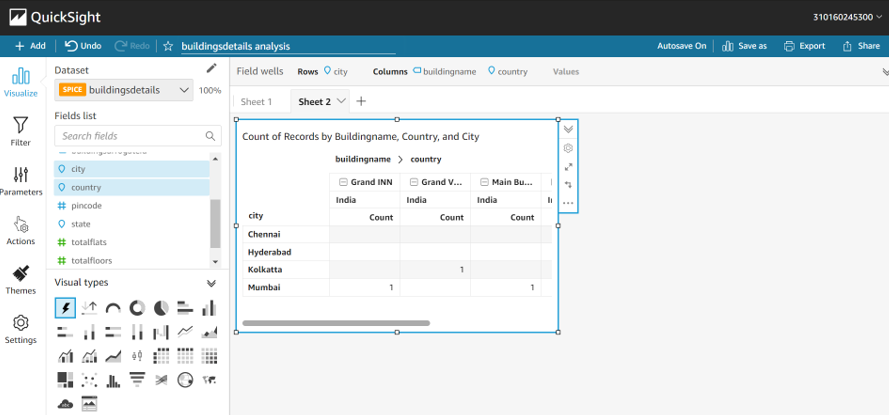 QuickSight
310160245300
+ Add Undo Redo buildingsdetails analysis Autosave On Save as Export Share
Visualize
Filter
Parameters
Actions
Themes
Settings
Dataset
SPICE buildingsdetails 100%
Fields list
Search fields
city
country
pincode
state
totalflats
totalfloors
Visual types
Field wells Rows city Columns buildingname country Values
Sheet 1 Sheet 2 +
Count of Records by Buildingname, Country, and City
buildingname > country
Grand INN Grand V... Main Bu...
India India India
city Count Count Count
Chennai
Hyderabad
Kolkatta 1
Mumbai 1 1